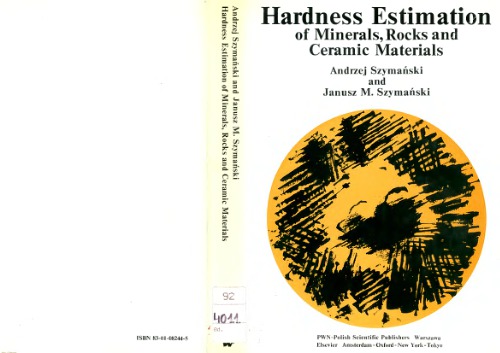 Hardness Estimation
of Minerals, Rocks and
Ceramic Materials
Andrzej Szymański
and
Janusz M. Szymański
PWN-Polish Scientific Publishers Warszawa
Elsevier Amsterdam-Oxford-New York-Tokyo
Andrzej Szymański and Janusz M. Szymański
Hardness Estimation of Minerals, Rocks and Ceramic Materials
92
4011
ISBN 83-01-08244-5